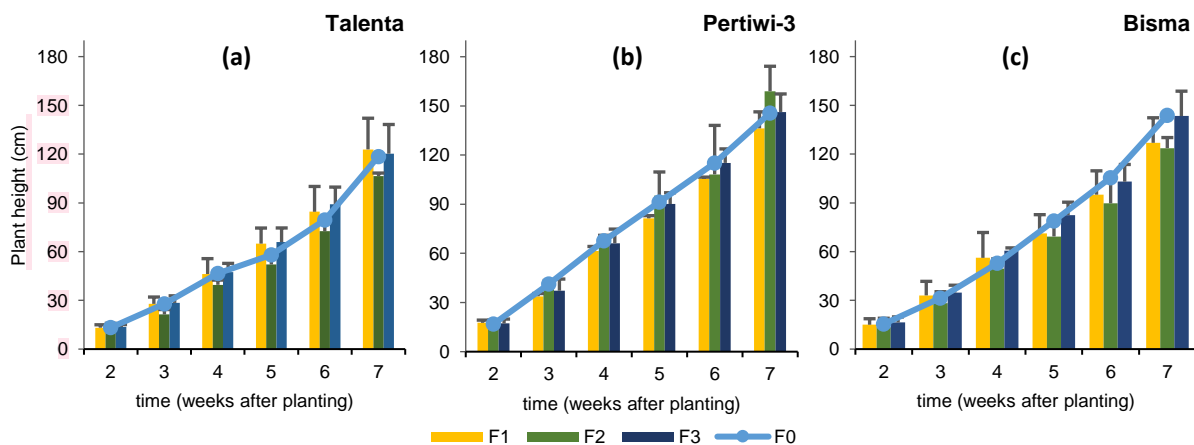 Talenta
Pertiwi-3
Bisma
(a)
(b)
(c)
Plant height (cm)
180
150
120
90
60
30
0
2 3 4 5 6 7
time (weeks after planting)
180
150
120
90
60
30
0
2 3 4 5 6 7
time (weeks after planting)
180
150
120
90
60
30
0
2 3 4 5 6 7
time (weeks after planting)
F1 F2 F3 F0